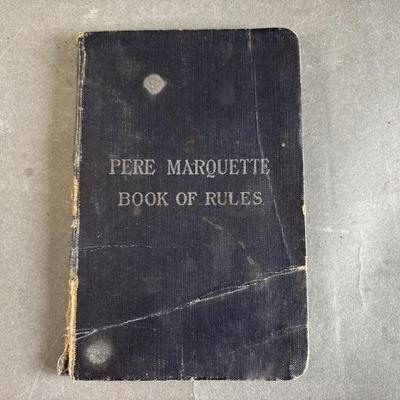 PERE MARQUETTE
BOOK OF RULES